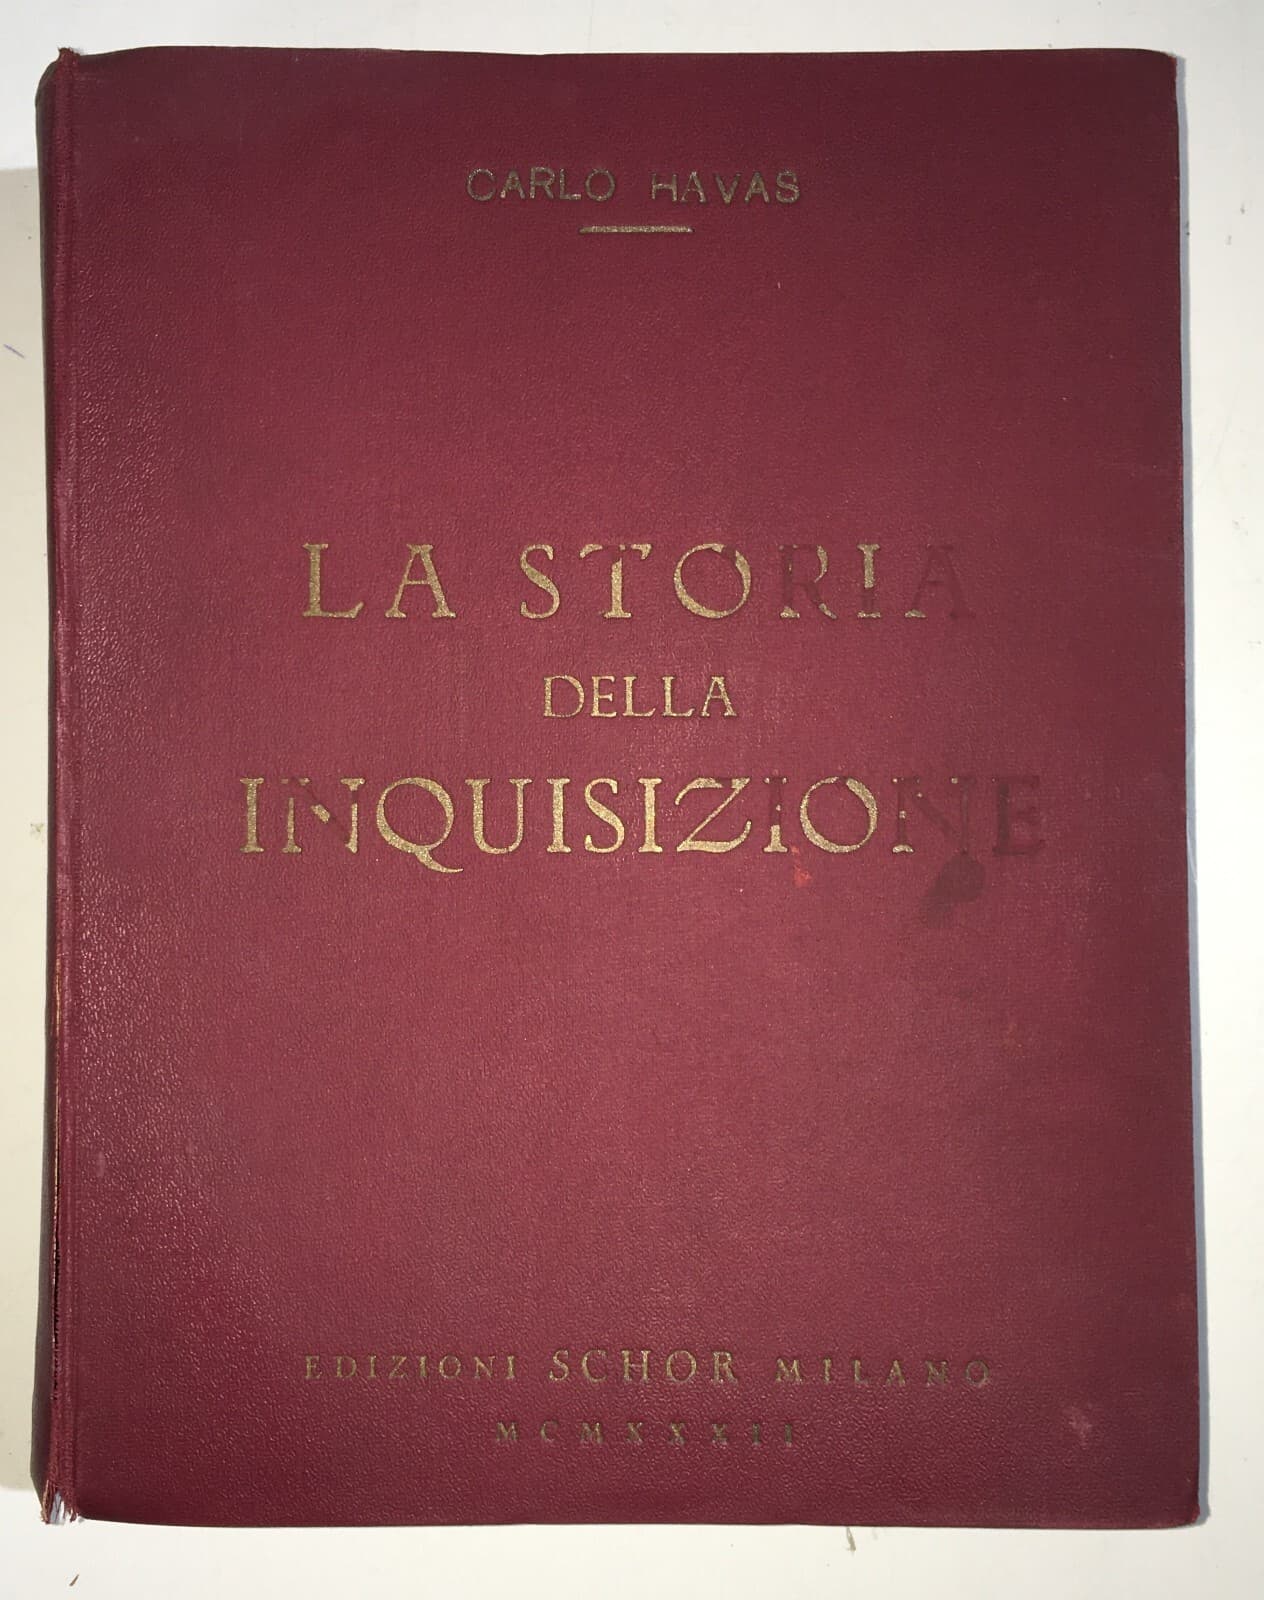 CARLO HAVAS
LA STORIA
DELLA
INQUISIZIONE
EDIZIONI SCHOR MILANO
MCMXXXII